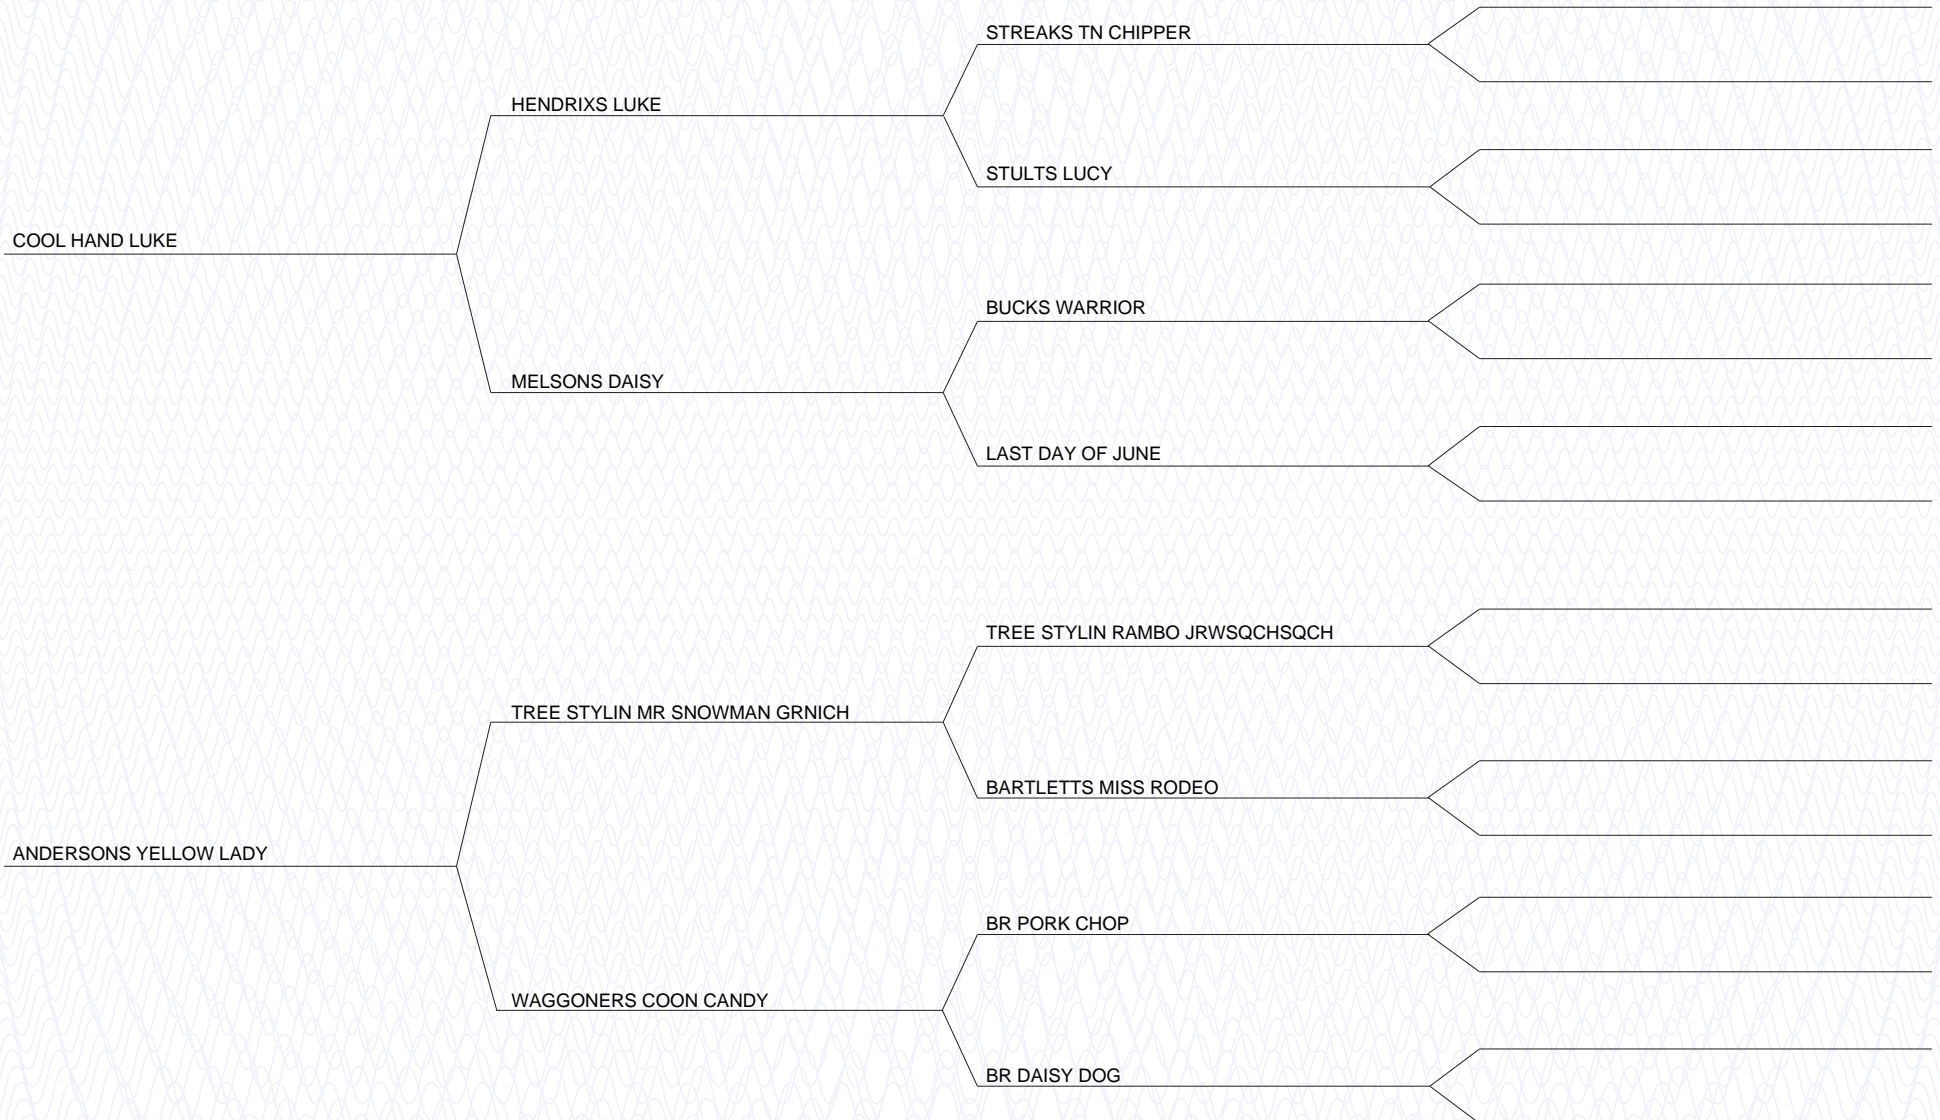 STREAKS TN CHIPPER
HENDRIXS LUKE
STULTS LUCY
COOL HAND LUKE
BUCKS WARRIOR
MELSONS DAISY
LAST DAY OF JUNE
TREE STYLIN RAMBO JRWSQCHSQCH
TREE STYLIN MR SNOWMAN GRNICH
BARTLETTS MISS RODEO
ANDERSONS YELLOW LADY
BR PORK CHOP
WAGGONERS COON CANDY
BR DAISY DOG